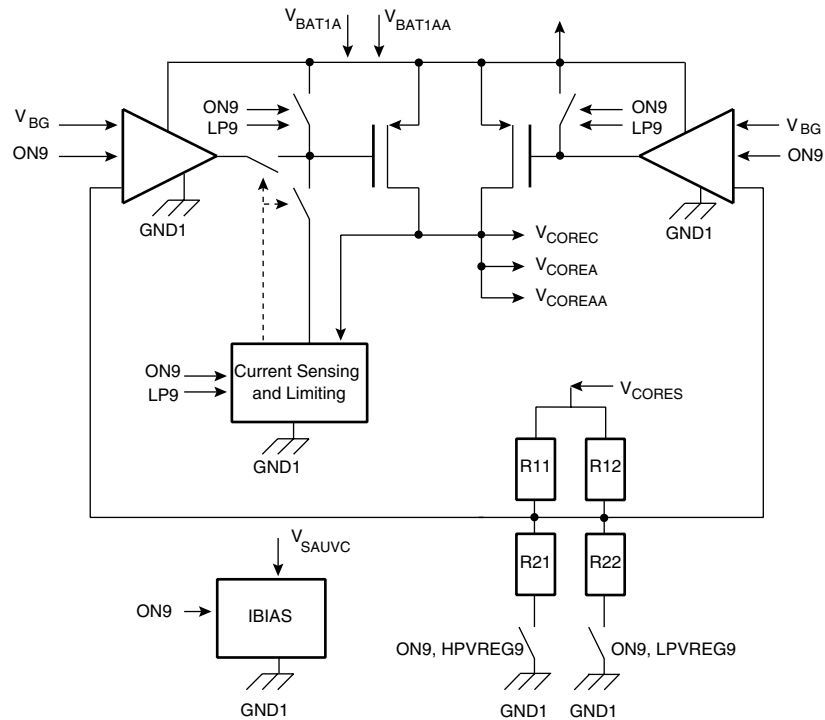 VBAT1A
VBAT1AA
VBG
ON9
ON9
LP9
ON9
LP9
VBG
ON9
GND1
GND1
VCOREC
VCOREA
VCOREAA
ON9
LP9
Current Sensing
and Limiting
GND1
VCORES
R11
R12
R21
R22
VSAUVC
ON9
IBIAS
GND1
ON9, HPVREG9
ON9, LPVREG9
GND1
GND1